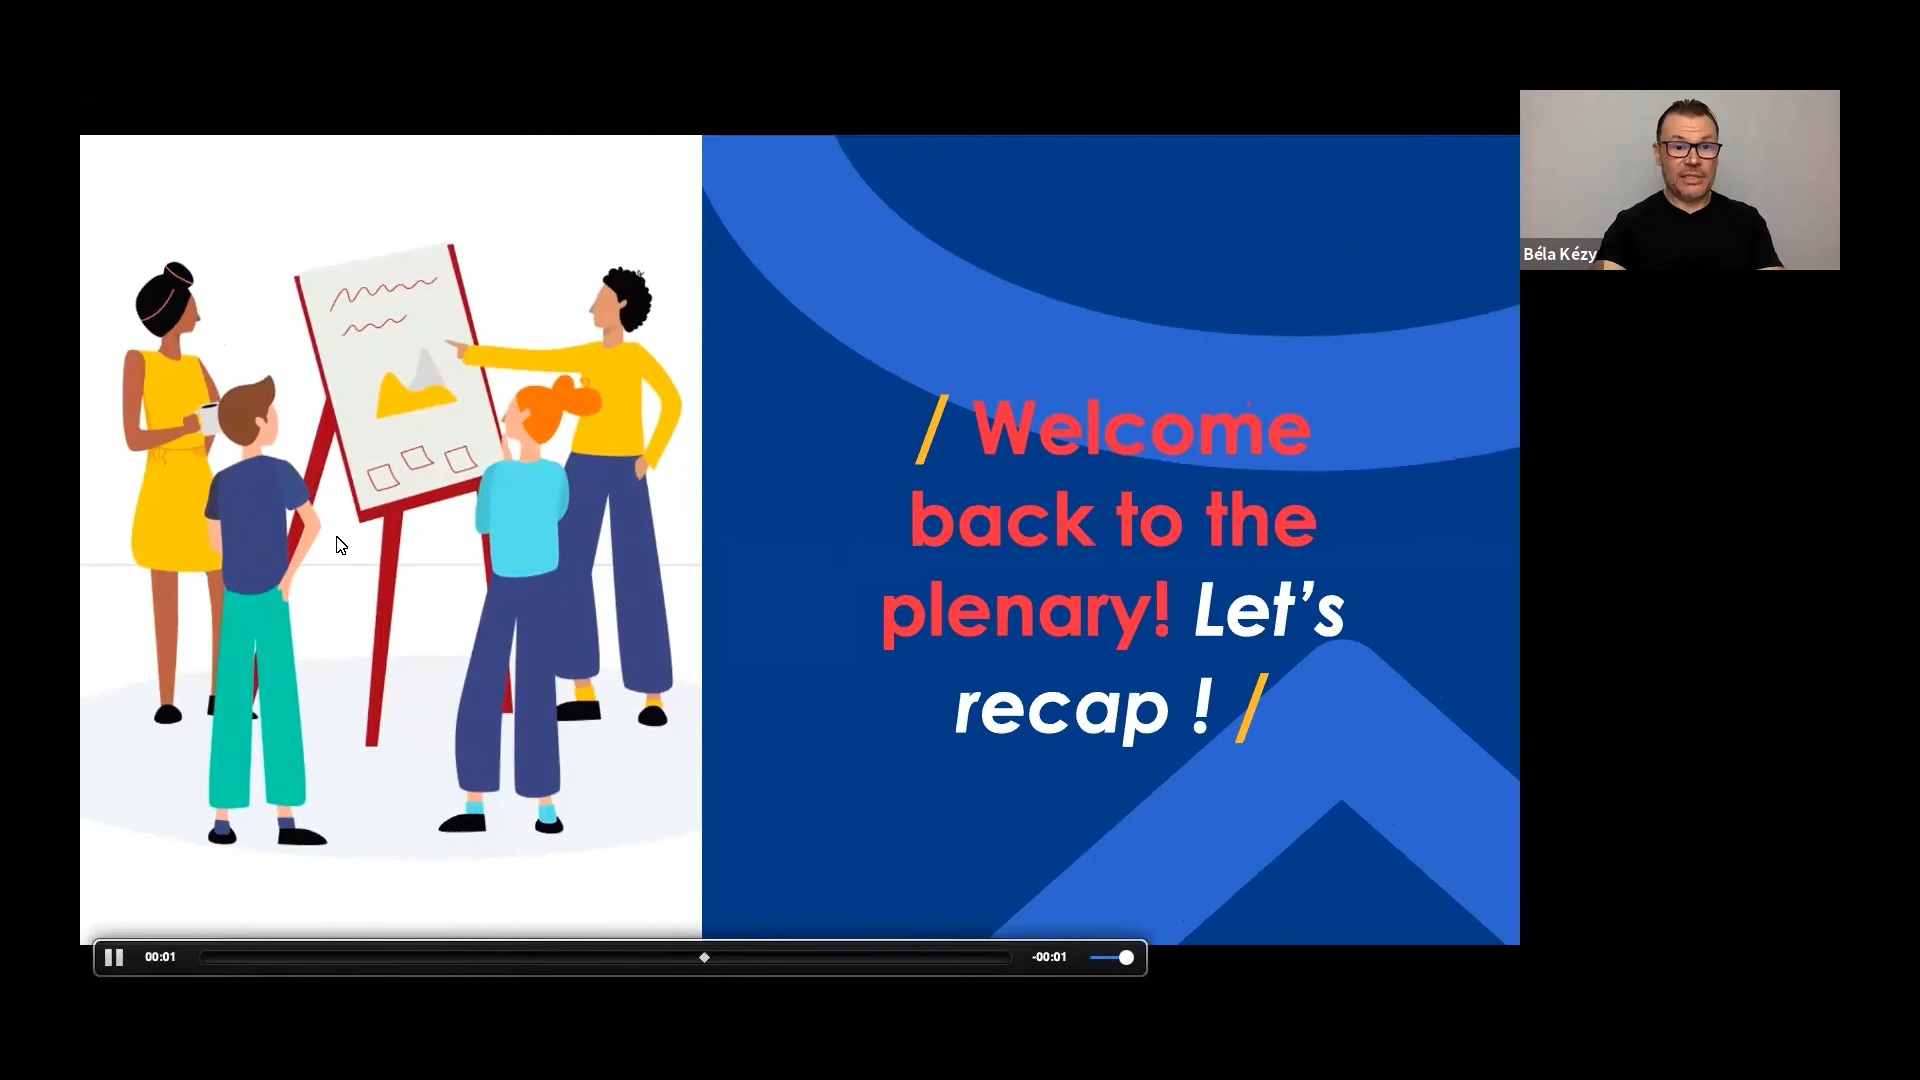 Béla Kézy
/ Welcome
back to the
plenary! Let’s
recap ! /
00:01
-00:01